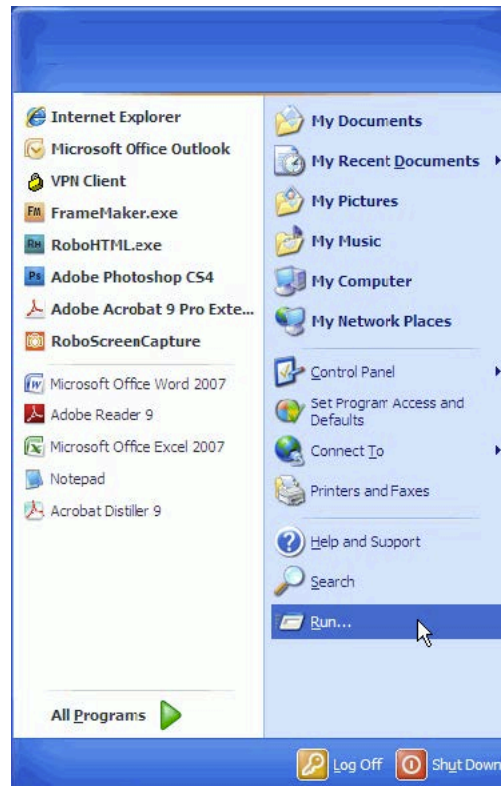 Internet Explorer
Microsoft Office Outlook
VPN Client
FM FrameMaker.exe
RH RoboHTML.exe
Ps Adobe Photoshop CS4
Adobe Acrobat 9 Pro Exte...
RoboScreenCapture
Microsoft Office Word 2007
Adobe Reader 9
Microsoft Office Excel 2007
Notepad
Acrobat Distiller 9
All Programs
My Documents
My Recent Documents
My Pictures
My Music
My Computer
My Network Places
Control Panel
Set Program Access and
Defaults
Connect To
Printers and Faxes
Help and Support
Search
Run...
Log Off
Shut Down